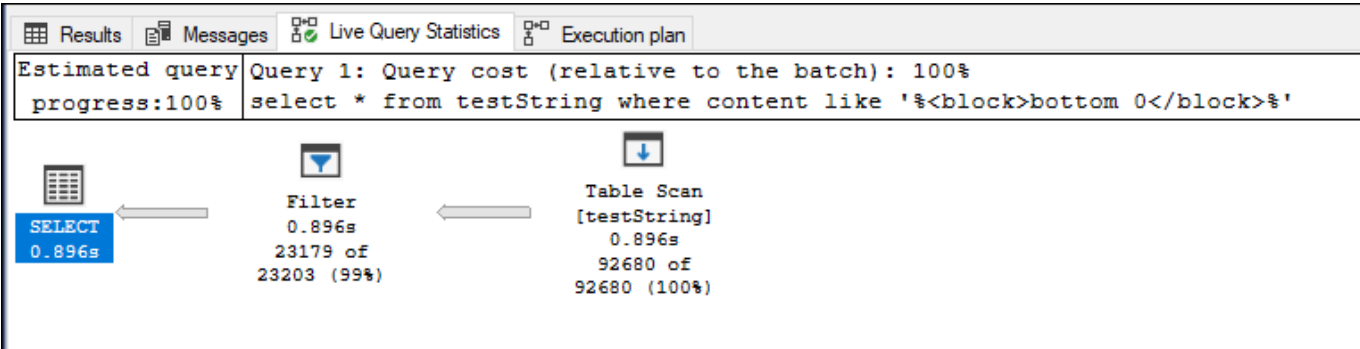 Results Messages Live Query Statistics Execution plan
Estimated query progress:100%
Query 1: Query cost (relative to the batch): 100%
select * from testString where content like '%<block>bottom 0</block>%'
SELECT
0.896s
Filter
0.896s
23179 of
23203 (99%)
Table Scan
[testString]
0.896s
92680 of
92680 (100%)